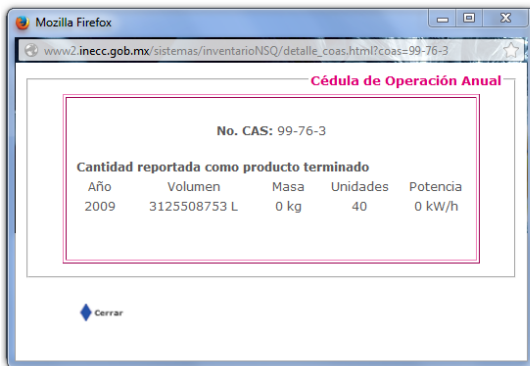 Mozilla Firefox
www2.inecc.gob.mx/sistemas/inventarioNSQ/detalle_coas.html?coas=99-76-3
Cédula de Operación Anual
No. CAS: 99-76-3
Cantidad reportada como producto terminado
Año Volumen Masa Unidades Potencia
2009 3125508753 L 0 kg 40 0 kW/h
Cerrar